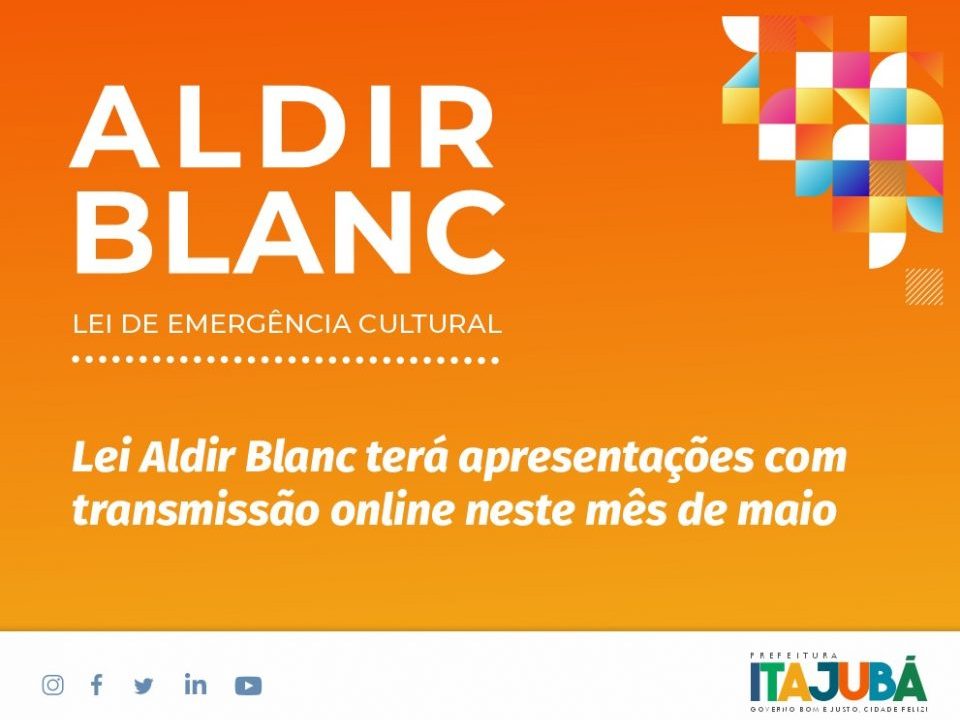 ALDIR
BLANC
LEI DE EMERGÊNCIA CULTURAL
Lei Aldir Blanc terá apresentações com
transmissão online neste mês de maio
PREFEITURA
ITAJUBÁ
GOVERNO BOM E JUSTO, CIDADE FELIZ!